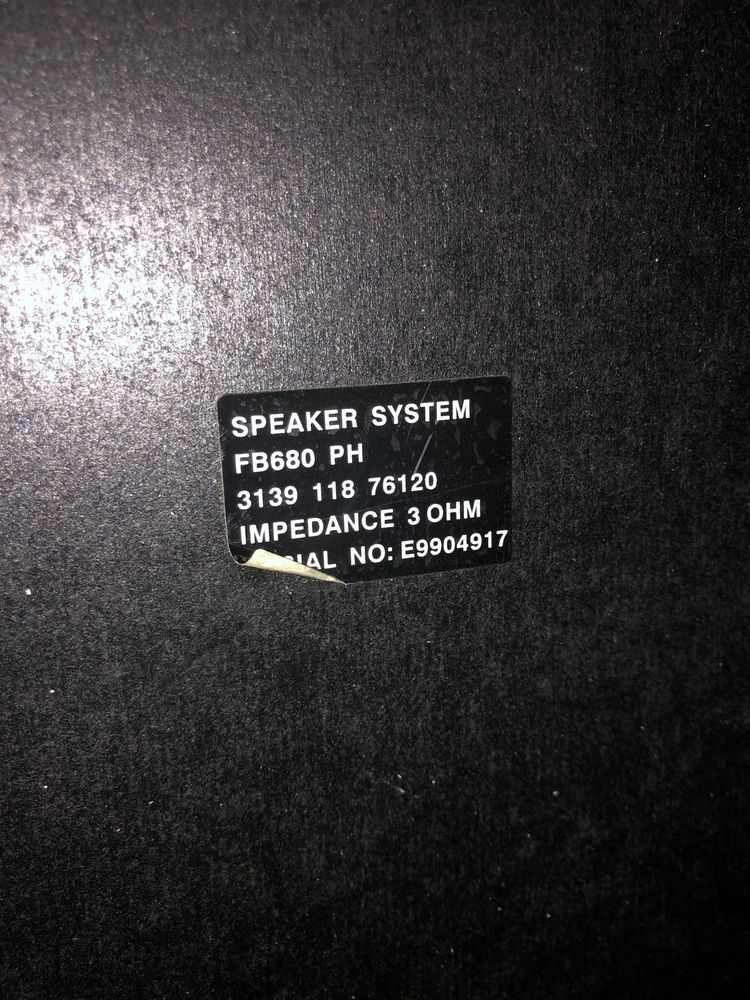 SPEAKER SYSTEM
FB680 PH
3139 118 76120
IMPEDANCE 3 OHM
NO: E9904917